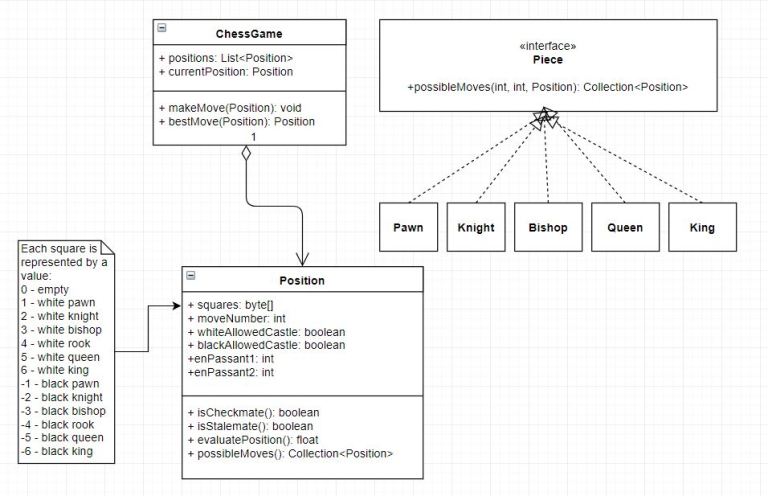 ChessGame
+ positions: List<Position>
+ currentPosition: Position
+ makeMove(Position): void
+ bestMove(Position): Position
1
«interface»
Piece
+possibleMoves(int, int, Position): Collection<Position>
Pawn
Knight
Bishop
Queen
King
Each square is
represented by a
value:
0 - empty
1 - white pawn
2 - white knight
3 - white bishop
4 - white rook
5 - white queen
6 - white king
-1 - black pawn
-2 - black knight
-3 - black bishop
-4 - black rook
-5 - black queen
-6 - black king
Position
+ squares: byte[]
+ moveNumber: int
+ whiteAllowedCastle: boolean
+ blackAllowedCastle: boolean
+enPassant1: int
+enPassant2: int
+ isCheckmate(): boolean
+ isStalemate(): boolean
+ evaluatePosition(): float
+ possibleMoves(): Collection<Position>